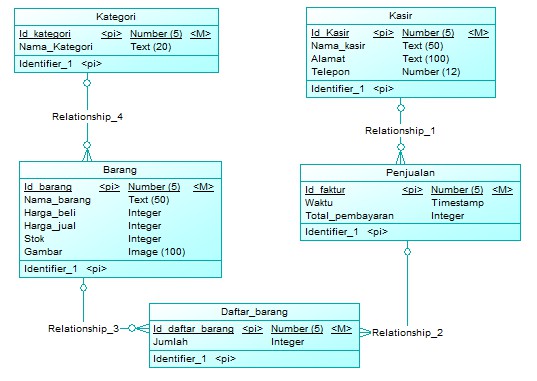 Kategori
Id_kategori <pi> Number (5) <M>
Nama_Kategori Text (20)
Identifier_1 <pi>
Kasir
Id_Kasir <pi> Number (5) <M>
Nama_kasir Text (50)
Alamat Text (100)
Telepon Number (12)
Identifier_1 <pi>
Relationship_4
Relationship_1
Barang
Id_barang <pi> Number (5) <M>
Nama_barang Text (50)
Harga_beli Integer
Harga_jual Integer
Stok Integer
Gambar Image (100)
Identifier_1 <pi>
Penjualan
Id_faktur <pi> Number (5) <M>
Waktu Timestamp
Total_pembayaran Integer
Identifier_1 <pi>
Relationship_3
Daftar_barang
Id_daftar_barang <pi> Number (5) <M>
Jumlah Integer
Identifier_1 <pi>
Relationship_2